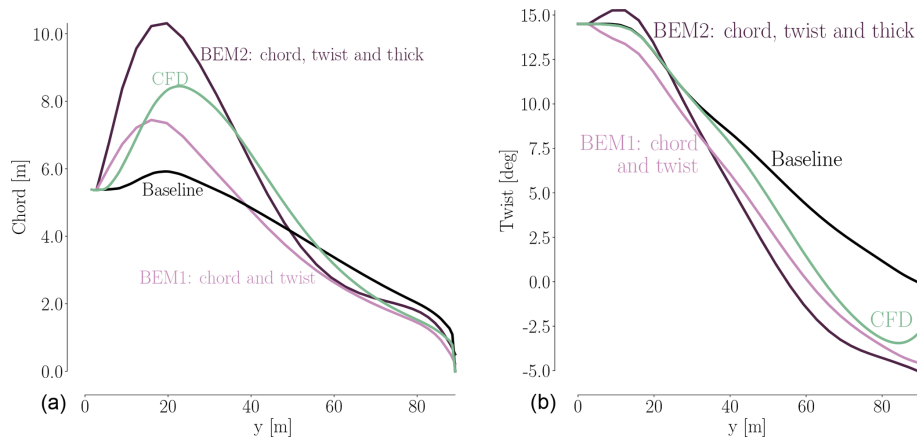 10.0
8.0
6.0
4.0
2.0
0.0
Chord [m]
BEM2: chord, twist and thick
CFD
Baseline
BEM1: chord and twist
(a)
0
20
40
60
80
y [m]
15.0
12.5
10.0
7.5
5.0
2.5
0.0
-2.5
-5.0
Twist [deg]
BEM2: chord, twist and thick
BEM1: chord
and twist
Baseline
CFD
(b)
20
40
60
80
y [m]